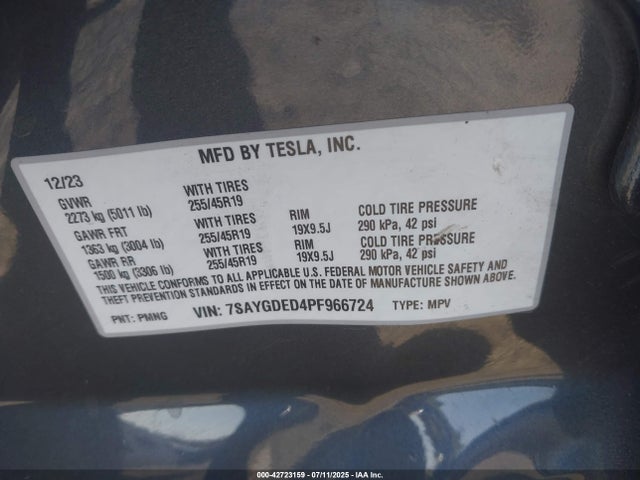 MFD BY TESLA, INC.
12/23
GVWR WITH TIRES
2273 kg (5011 lb) 255/45R19
GAWR FRT WITH TIRES RIM COLD TIRE PRESSURE
1363 kg (3004 lb) 255/45R19 19X9.5J 290 kPa, 42 psi
GAWR RR WITH TIRES RIM COLD TIRE PRESSURE
1500 kg (3306 lb) 255/45R19 19X9.5J 290 kPa, 42 psi
THIS VEHICLE CONFORMS TO ALL APPLICABLE U.S. FEDERAL MOTOR VEHICLE SAFETY AND
THEFT PREVENTION STANDARDS IN EFFECT ON THE DATE OF MANUFACTURE SHOWN ABOVE.
PNT: PMNG VIN: 7SAYGDED4PF966724 TYPE: MPV
000-42723159 - 07/11/2025 - IAA Inc.